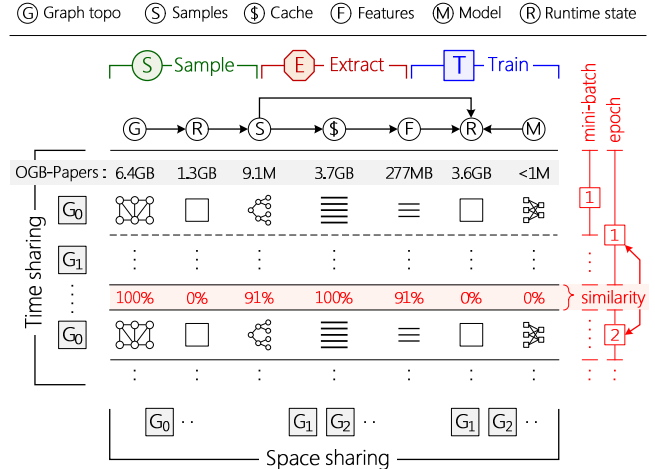 G Graph topo S Samples $ Cache F Features M Model R Runtime state
S Sample E Extract T Train
mini-batch
epoch
G R S $ F R M
OGB-Papers : 6.4GB 1.3GB 9.1M 3.7GB 277MB 3.6GB <1M
Time sharing
G0
1
G1
1
100% 0% 91% 100% 91% 0% 0% similarity
G0
2
G0 ·· G1 G2 ·· G1 G2 ··
Space sharing